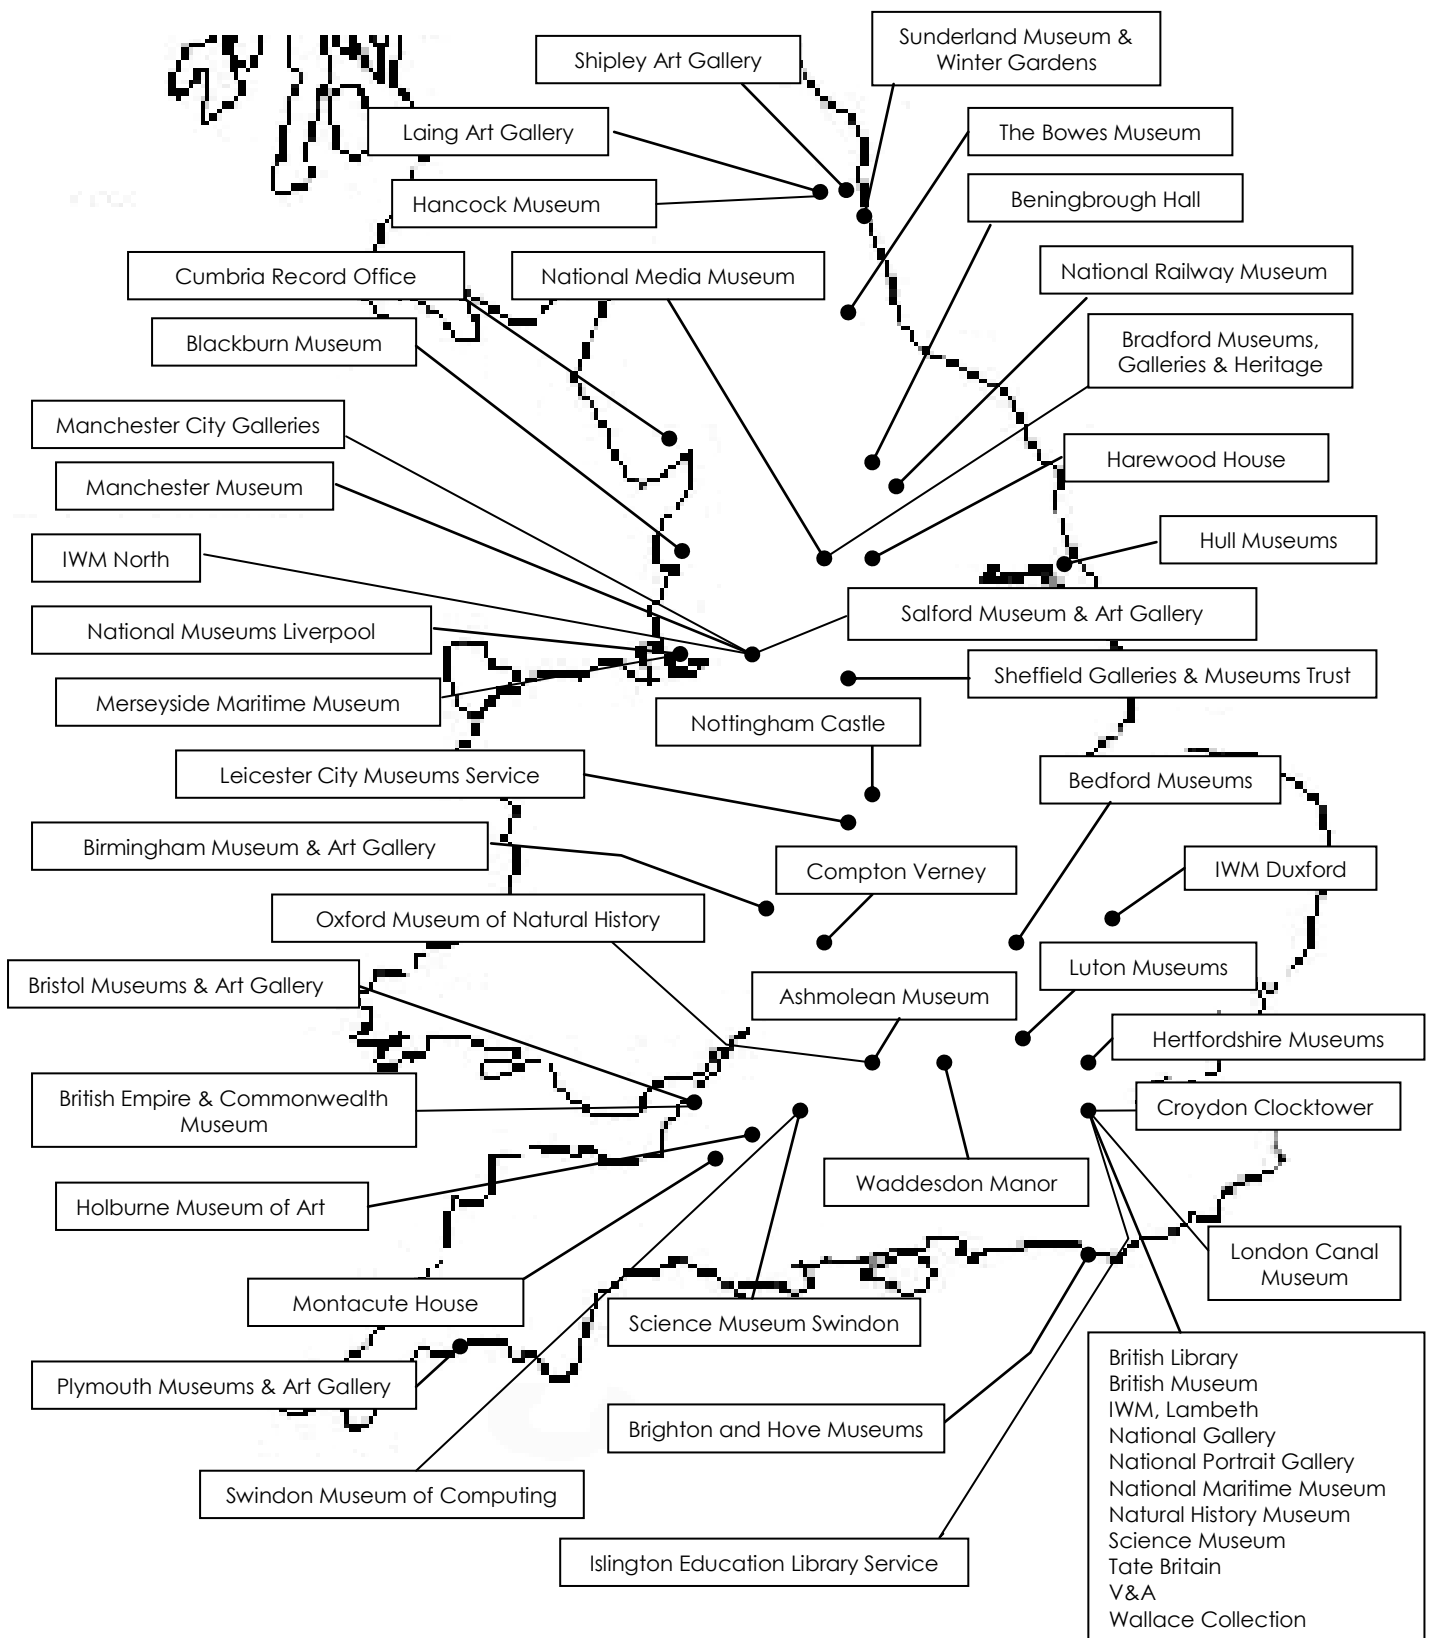 Sunderland Museum &
Winter Gardens
Shipley Art Gallery
Laing Art Gallery
The Bowes Museum
Hancock Museum
Beningbrough Hall
Cumbria Record Office
National Media Museum
National Railway Museum
Blackburn Museum
Bradford Museums,
Galleries & Heritage
Manchester City Galleries
Harewood House
Manchester Museum
Hull Museums
IWM North
Salford Museum & Art Gallery
National Museums Liverpool
Sheffield Galleries & Museums Trust
Merseyside Maritime Museum
Nottingham Castle
Leicester City Museums Service
Bedford Museums
Birmingham Museum & Art Gallery
Compton Verney
IWM Duxford
Oxford Museum of Natural History
Luton Museums
Bristol Museums & Art Gallery
Ashmolean Museum
Hertfordshire Museums
British Empire & Commonwealth
Museum
Croydon Clocktower
Waddesdon Manor
Holburne Museum of Art
London Canal
Museum
Montacute House
Science Museum Swindon
Plymouth Museums & Art Gallery
Brighton and Hove Museums
British Library
British Museum
IWM, Lambeth
National Gallery
National Portrait Gallery
National Maritime Museum
Natural History Museum
Science Museum
Tate Britain
V&A
Wallace Collection
Swindon Museum of Computing
Islington Education Library Service